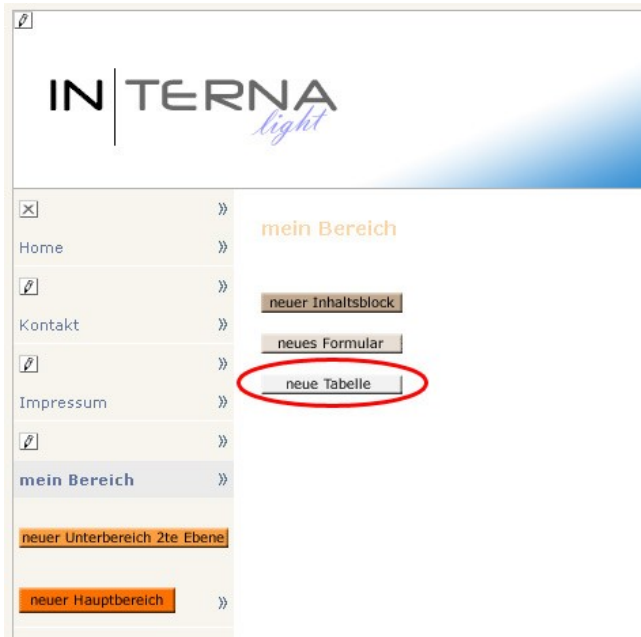 IN|TERNA
light
Home
Kontakt
Impressum
mein Bereich
neuer Unterbereich 2te Ebene
neuer Hauptbereich
mein Bereich
neuer Inhaltsblock
neues Formular
neue Tabelle